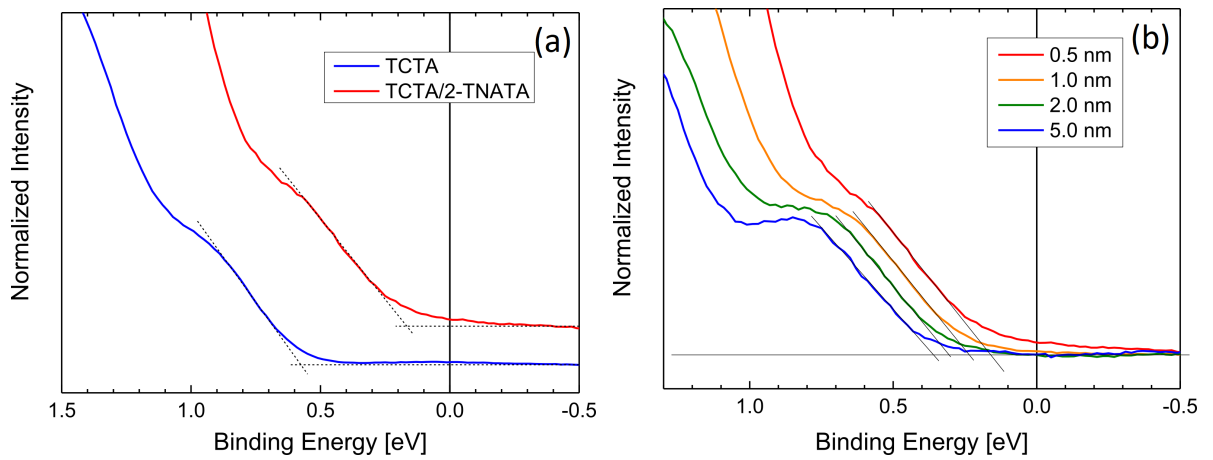 (a)
TCTA
TCTA/2-TNATA
Normalized Intensity
1.5 1.0 0.5 0.0 -0.5
Binding Energy [eV]
(b)
0.5 nm
1.0 nm
2.0 nm
5.0 nm
Normalized Intensity
1.0 0.5 0.0 -0.5
Binding Energy [eV]